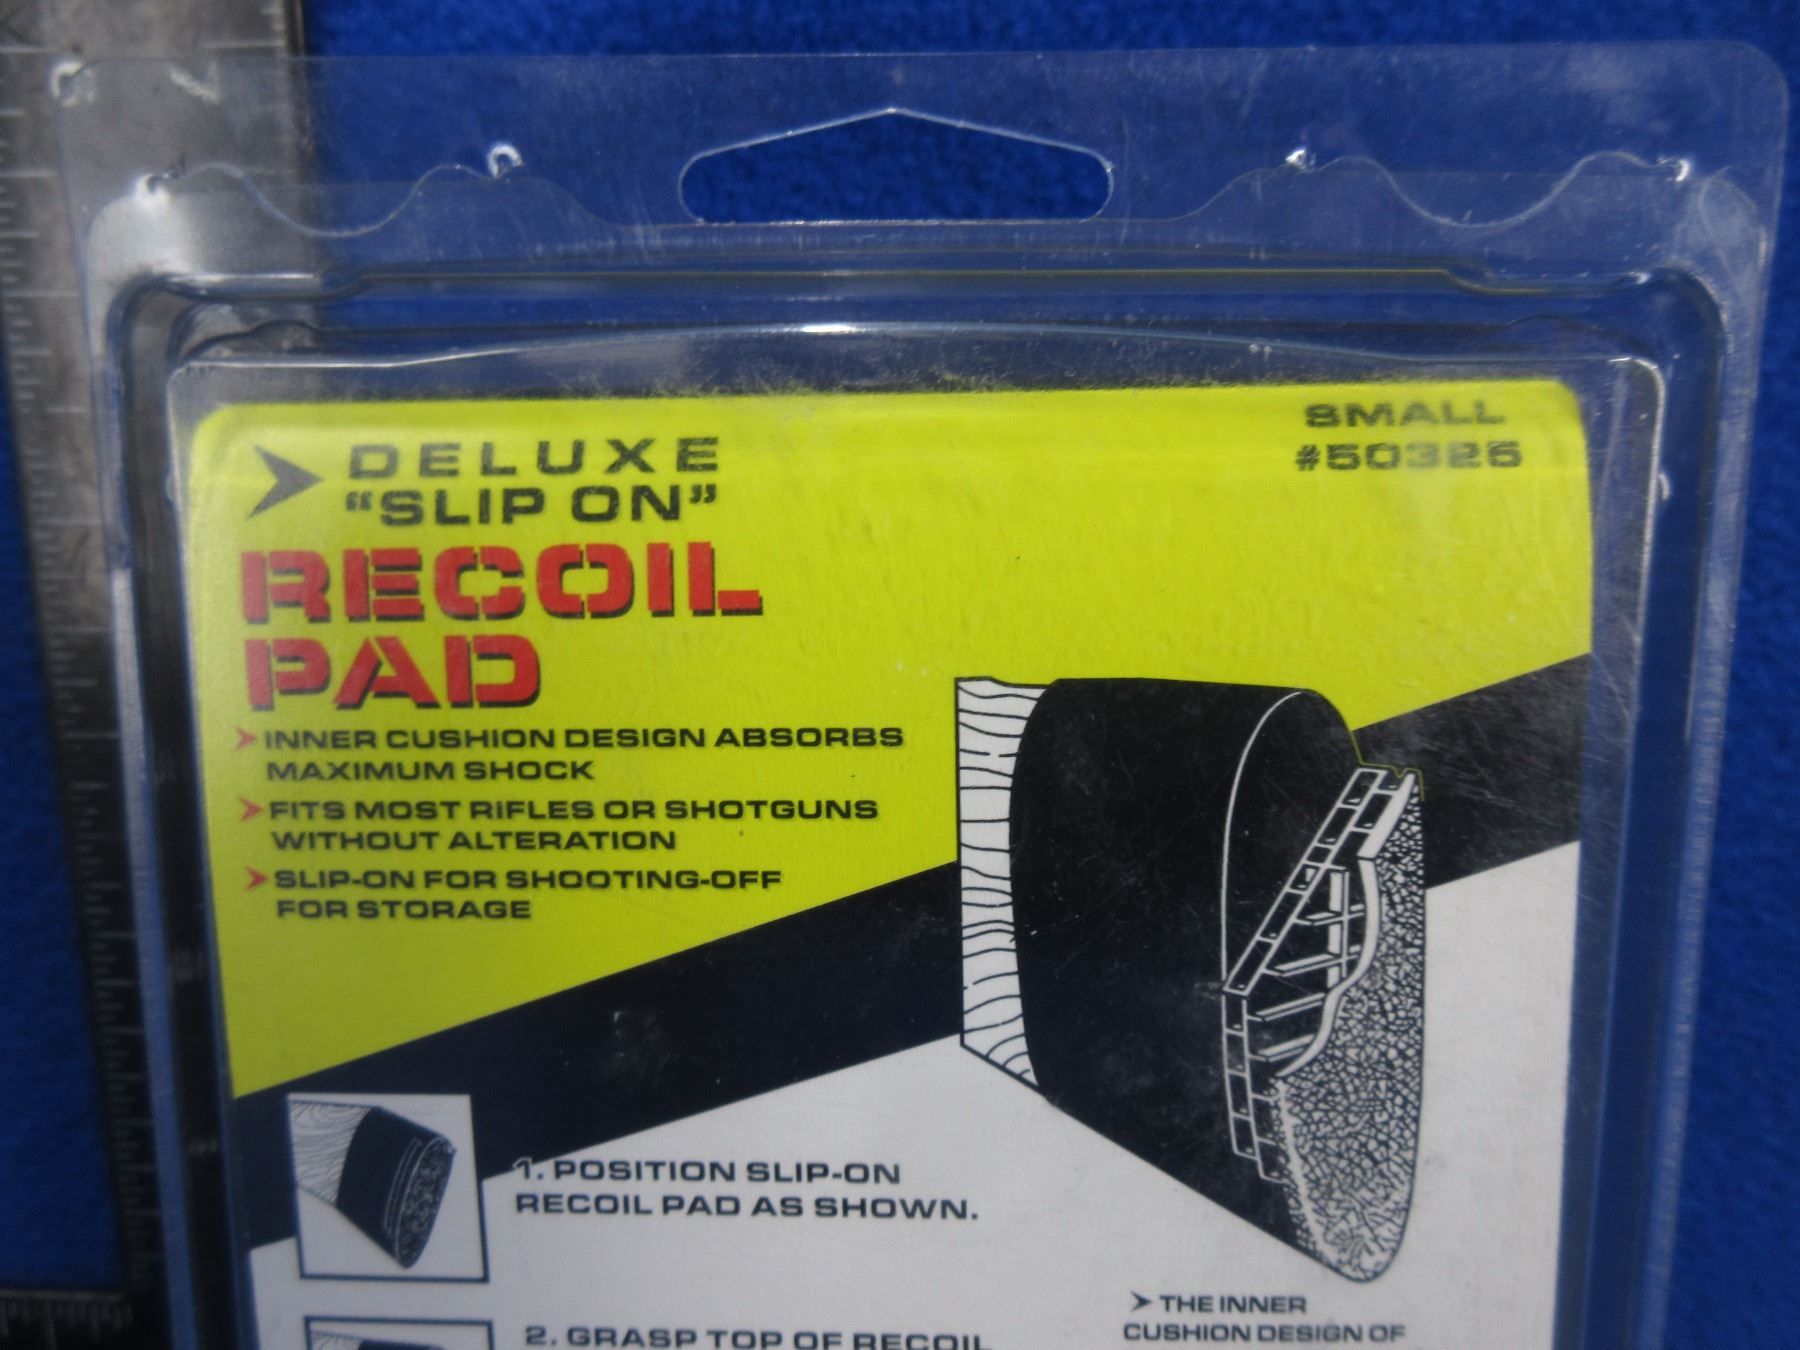 DELUXE
"SLIP ON"
RECOIL
PAD
INNER CUSHION DESIGN ABSORBS
MAXIMUM SHOCK
FITS MOST RIFLES OR SHOTGUNS
WITHOUT ALTERATION
SLIP-ON FOR SHOOTING-OFF
FOR STORAGE
SMALL
#50326
1. POSITION SLIP-ON
RECOIL PAD AS SHOWN.
2. GRASP TOP OF RECOIL
THE INNER
CUSHION DESIGN OF